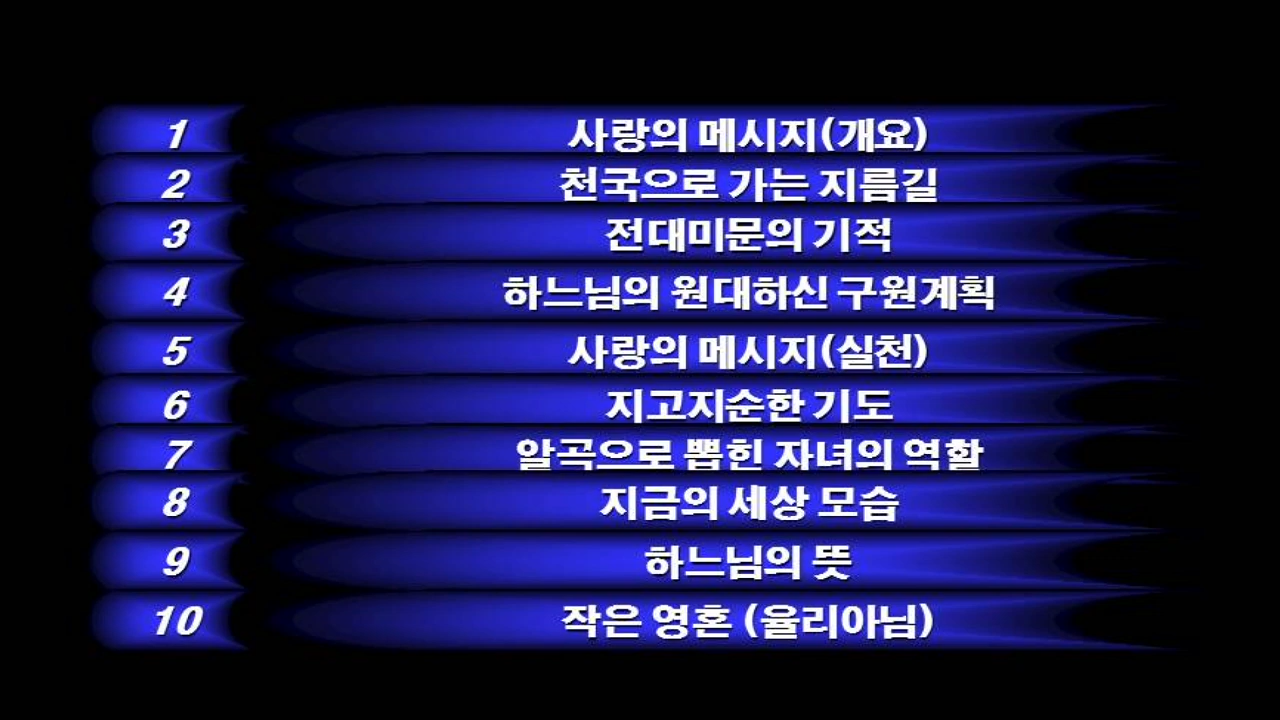 1 사랑의 메시지(개요)
2 천국으로 가는 지름길
3 전대미문의 기적
4 하느님의 원대하신 구원계획
5 사랑의 메시지(실천)
6 지고지순한 기도
7 알곡으로 뽑힌 자녀의 역할
8 지금의 세상 모습
9 하느님의 뜻
10 작은 영혼 (율리아님)